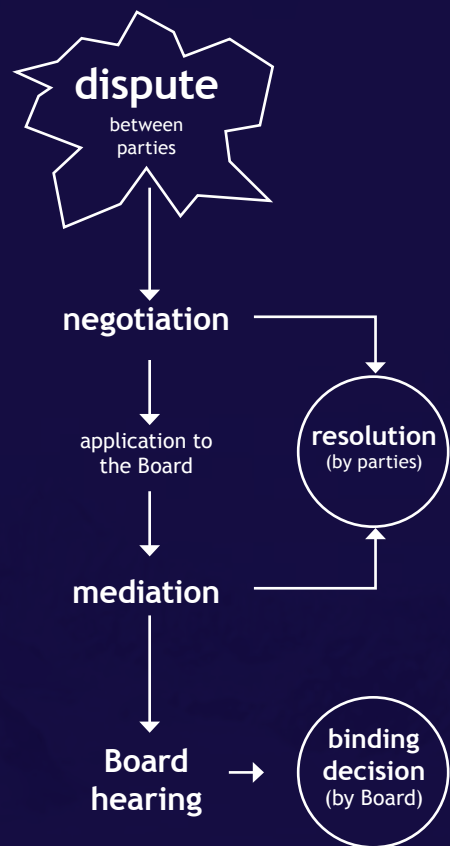 dispute
between
parties
negotiation
application to
the Board
resolution
(by parties)
mediation
Board
hearing
binding
decision
(by Board)